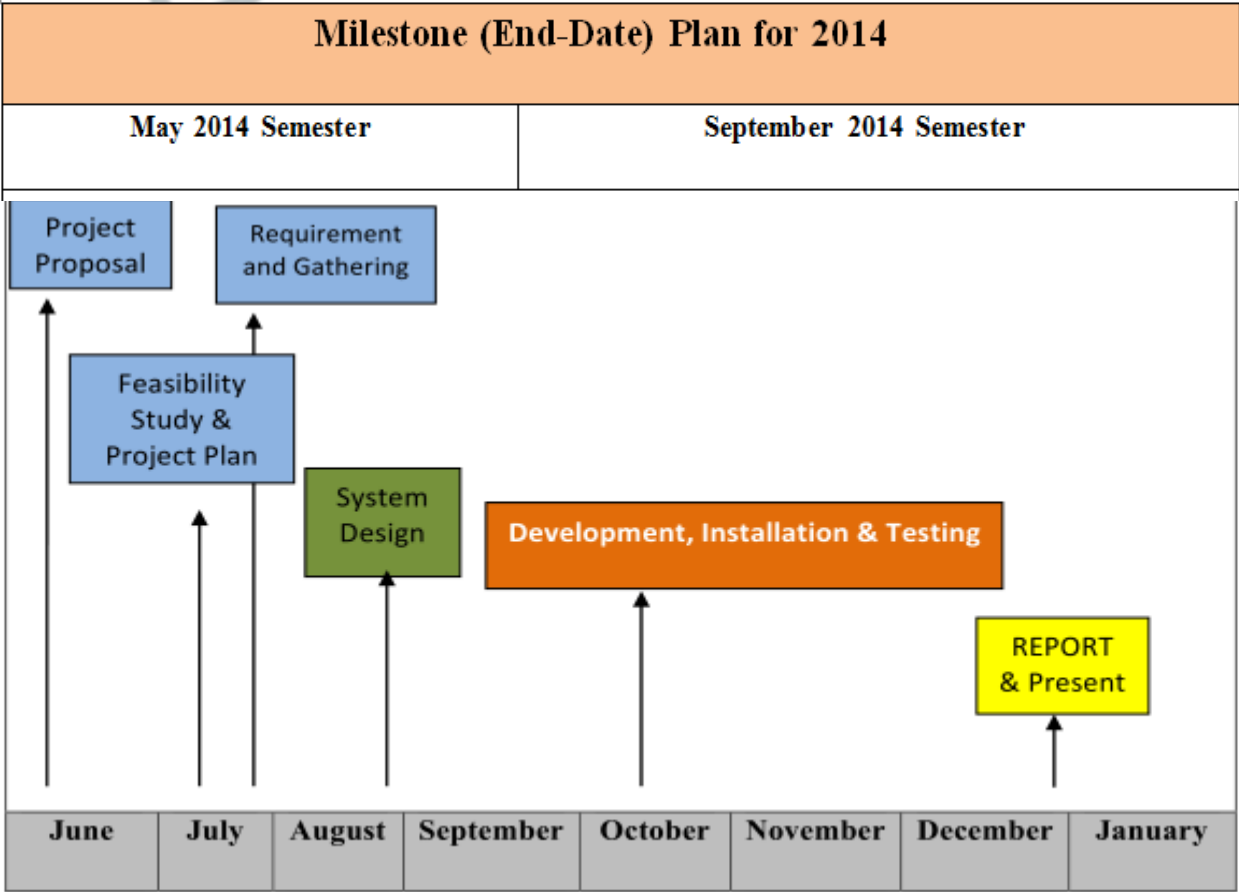 Milestone (End-Date) Plan for 2014
May 2014 Semester
September 2014 Semester
Project
Proposal
Requirement
and Gathering
Feasibility
Study &
Project Plan
System
Design
Development, Installation & Testing
REPORT
& Present
June
July
August
September
October
November
December
January